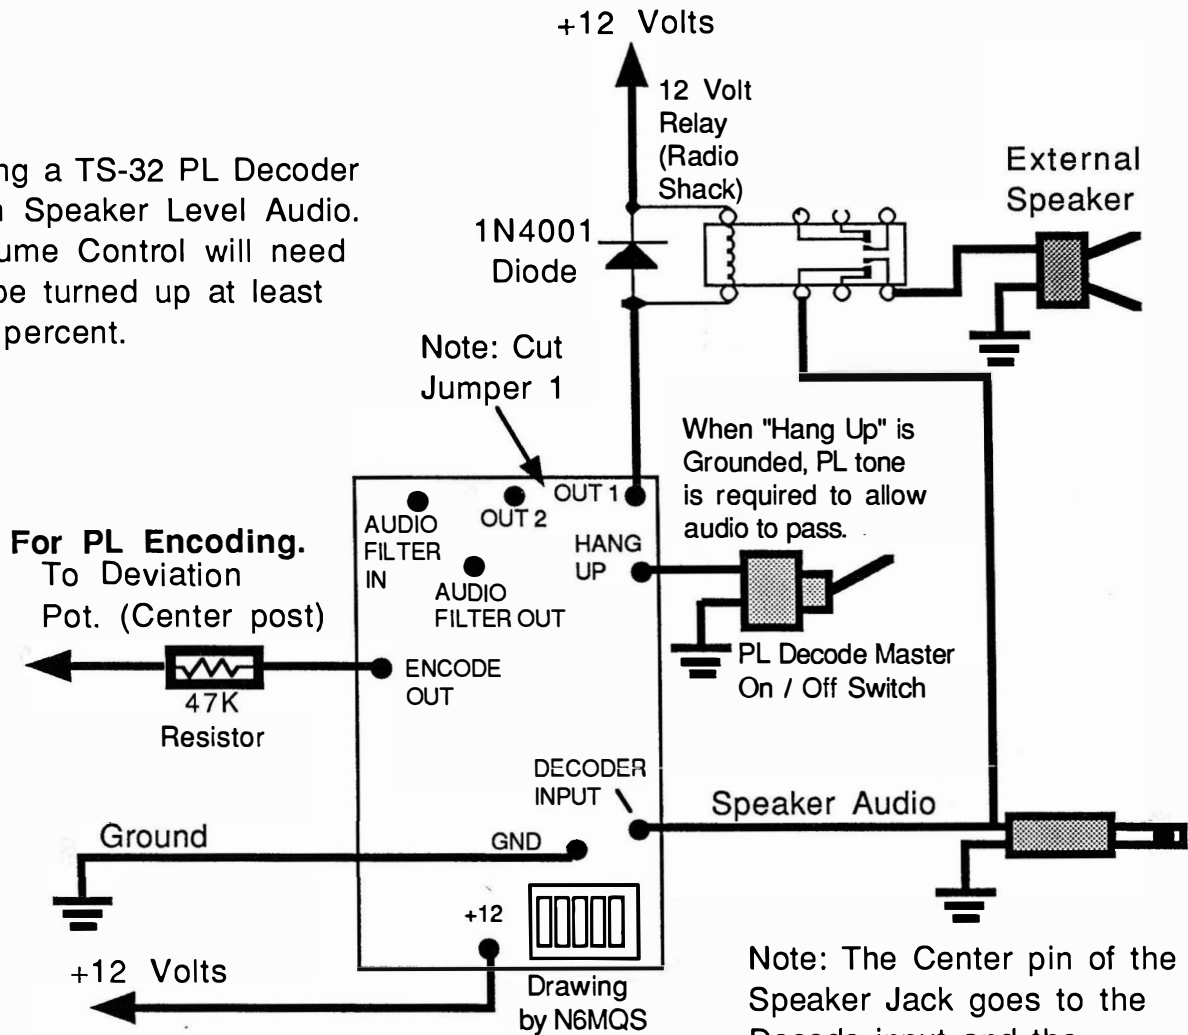 +12 Volts
12 Volt
Relay
(Radio
Shack)
ng a TS-32 PL Decoder
Speaker Level Audio.
ume Control will need
be turned up at least
percent.
1N4001
Diode
External
Speaker
Note: Cut
Jumper 1
When "Hang Up" is
Grounded, PL tone
is required to allow
audio to pass.
OUT 1
OUT 2
AUDIO
FILTER
IN
HANG
UP
AUDIO
FILTER OUT
For PL Encoding.
To Deviation
Pot. (Center post)
ENCODE
OUT
47K
Resistor
PL Decode Master
On / Off Switch
DECODER
INPUT
Speaker Audio
Ground
GND
+12
+12 Volts
Drawing
by N6MQS
Note: The Center pin of the
Speaker Jack goes to the
Decode input and the